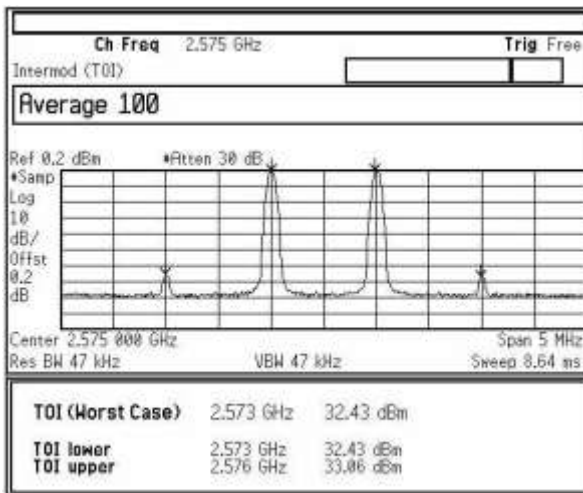 Ch Freq 2.575 GHz Trig Free
Intermod (TOI)
Average 100
Ref 0.2 dBm *Atten 30 dB
*Samp
Log
10
dB/
Offst
0.2
dB
Center 2.575 000 GHz Span 5 MHz
Res BW 47 kHz VBW 47 kHz Sweep 8.64 ms
TOI (Worst Case) 2.573 GHz 32.43 dBm
TOI lower 2.573 GHz 32.43 dBm
TOI upper 2.576 GHz 33.06 dBm